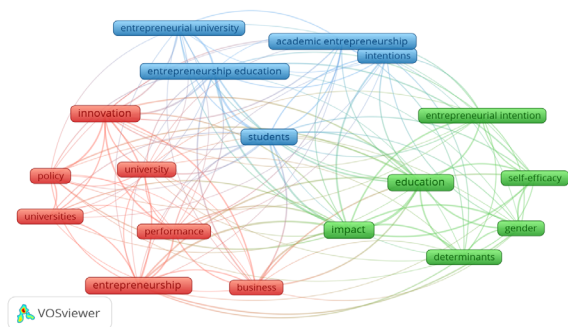 entrepreneurial university
academic entrepreneurship
intentions
entrepreneurship education
innovation
entrepreneurial intention
students
policy
university
education
self-efficacy
universities
performance
impact
gender
determinants
entrepreneurship
business
VOSviewer